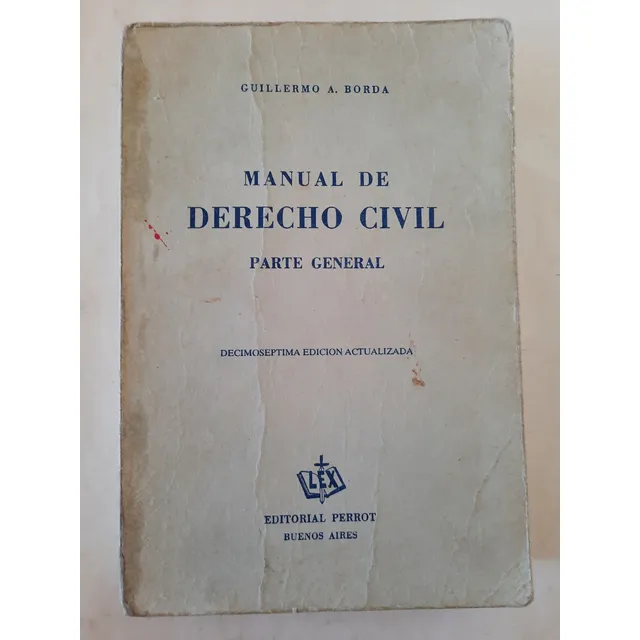 GUILLERMO A. BORDA
MANUAL DE
DERECHO CIVIL
PARTE GENERAL
DECIMOSEPTIMA EDICION ACTUALIZADA
LEX
EDITORIAL PERROT
BUENOS AIRES